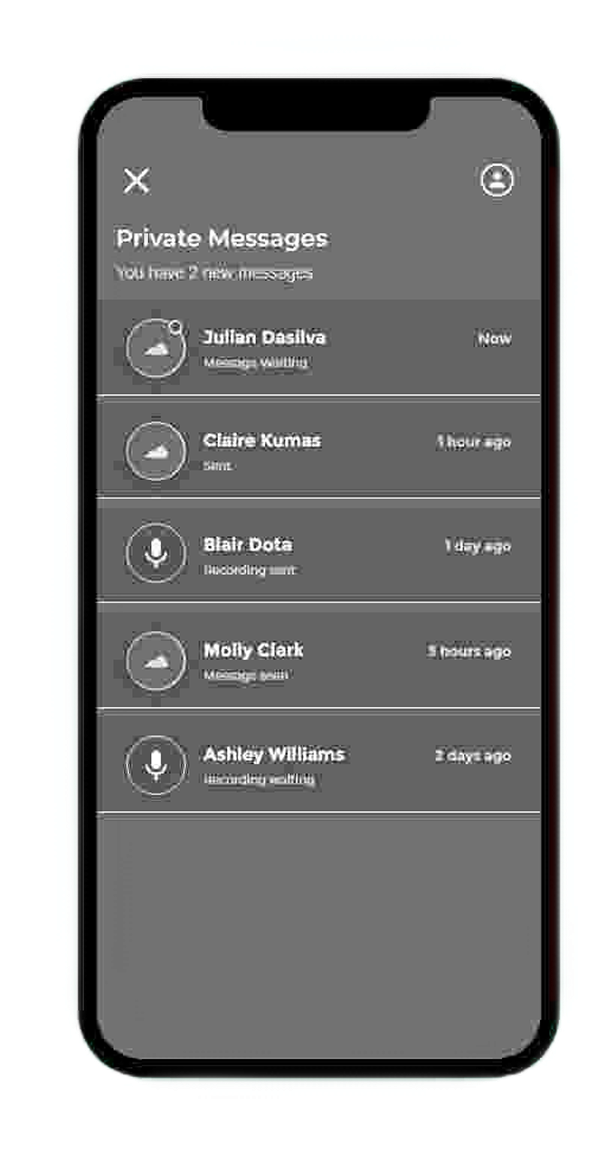 Private Messages
You have 2 new messages
Julian Dasilva
Now
Message Waiting
Claire Kumas
1 hour ago
Sent
Blair Dota
1 day ago
Recording sent
Molly Clark
hours ago
Message seen
Ashley Williams
2 days ago
Recording waiting